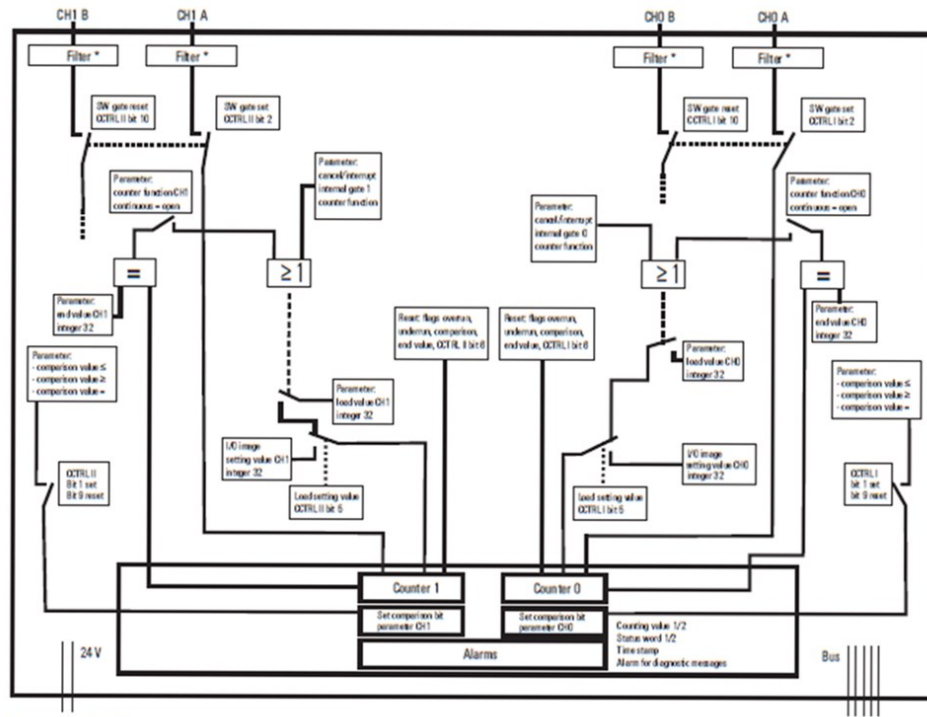 CH1 B
CH1 A
CH0 B
CH0 A
Filter *
Filter *
Filter *
Filter *
SW gate reset
CCTRL II bit 10
SW gate set
CCTRL II bit 2
SW gate reset
CCTRL I bit 10
SW gate set
CCTRL I bit 2
Parameter:
counter function CH1
continuous = open
Parameter:
cancel/interrupt
internal gate 1
counter function
Parameter:
cancel/interrupt
internal gate 0
counter function
Parameter:
counter function CH0
continuous = open
=
≥1
≥1
=
Parameter:
end value CH1
integer 32
Reset: flags overrun,
underrun, comparison,
end value, CCTRL II bit 6
Reset: flags overrun,
underrun, comparison,
end value, CCTRL I bit 6
Parameter:
end value CH0
integer 32
Parameter:
- comparison value ≤
- comparison value ≥
- comparison value =
Parameter:
load value CH1
integer 32
Parameter:
load value CH0
integer 32
Parameter:
- comparison value ≤
- comparison value ≥
- comparison value =
I/O image
setting value CH1
integer 32
I/O image
setting value CH0
integer 32
CCTRL II
Bit 1 set
Bit 9 reset
Load setting value
CCTRL II bit 5
Load setting value
CCTRL I bit 5
CCTRL I
bit 1 set
bit 9 reset
Counter 1
Counter 0
Set comparison bit
parameter CH1
Set comparison bit
parameter CH0
Alarms
Counting value 1/2
Status word 1/2
Time stamp
Alarm for diagnostic messages
24 V
Bus